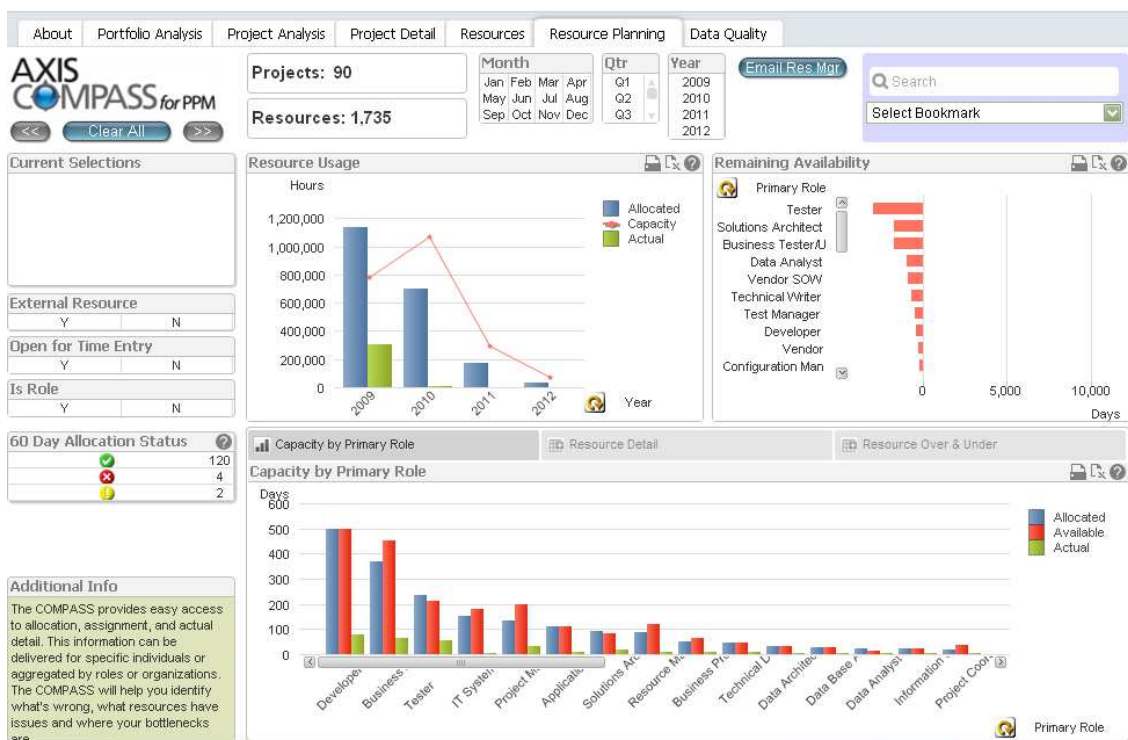 About Portfolio Analysis Project Analysis Project Detail Resources Resource Planning Data Quality
AXIS
COMPASS for PPM
<< Clear All >>
Projects: 90
Resources: 1,735
Month
Jan Feb Mar Apr
May Jun Jul Aug
Sep Oct Nov Dec
Qtr
Q1
Q2
Q3
Year
2009
2010
2011
2012
Email Res Mgr
Search
Select Bookmark
Current Selections
External Resource
Y N
Open for Time Entry
Y N
Is Role
Y N
60 Day Allocation Status
120
4
2
Additional Info
The COMPASS provides easy access
to allocation, assignment, and actual
detail. This information can be
delivered for specific individuals or
aggregated by roles or organizations.
The COMPASS will help you identify
what's wrong, what resources have
issues and where your bottlenecks
are
Resource Usage
Hours
1,200,000
1,000,000
800,000
600,000
400,000
200,000
0
2009 2010 2011 2012
Year
Allocated
Capacity
Actual
Remaining Availability
Primary Role
Tester
Solutions Architect
Business Tester/U
Data Analyst
Vendor SOW
Technical Writer
Test Manager
Developer
Vendor
Configuration Man
0 5,000 10,000
Days
Capacity by Primary Role Resource Detail Resource Over & Under
Capacity by Primary Role
Days
600
500
400
300
200
100
0
Developer
Business
Tester
IT System
Project M
Applicatio
Solutions Arc
Resource M
Business Pro
Technical D
Data Architec
Data Base A
Data Analyst
Information
Project Coor
Allocated
Available
Actual
Primary Role